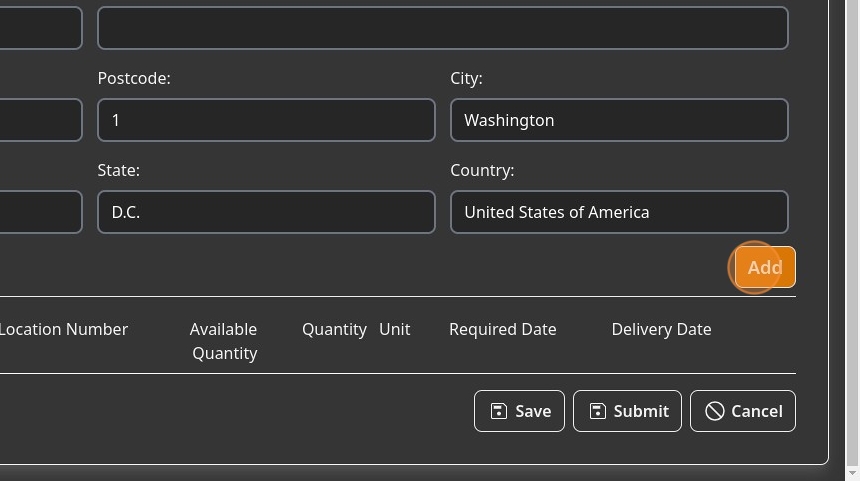 Postcode: City:
1 Washington
State: Country:
D.C. United States of America
Add
Location Number Available Quantity Unit Required Date Delivery Date
Quantity
Save Submit Cancel